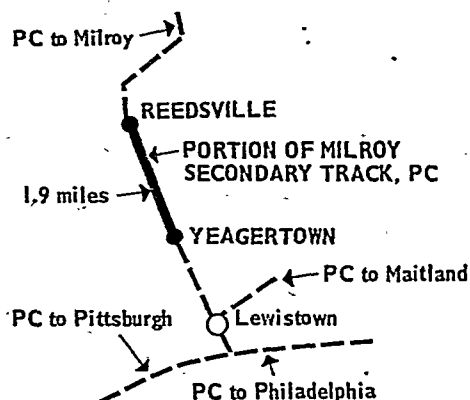 PC to Milroy
REEDSVILLE
PORTION OF MILROY
SECONDARY TRACK, PC
1.9 miles
YEAGERTOWN
PC to Maitland
PC to Pittsburgh
Lewistown
PC to Philadelphia